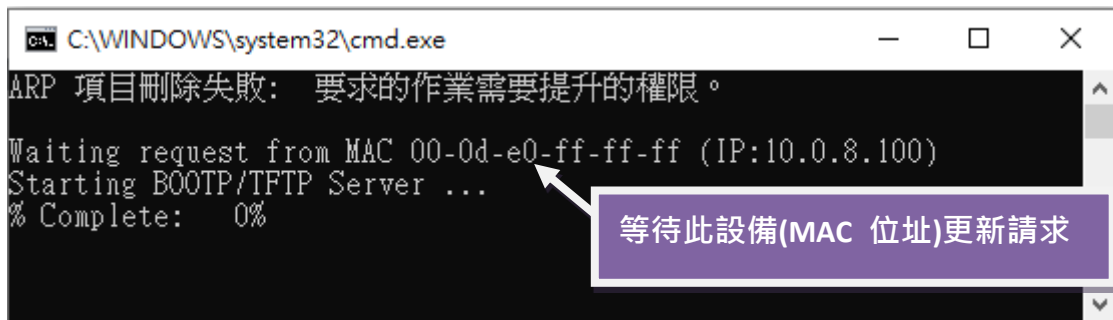 C:\WINDOWS\system32\cmd.exe
ARP 項目刪除失敗: 要求的作業需要提升的權限。
Waiting request from MAC 00-0d-e0-ff-ff-ff (IP:10.0.8.100)
Starting BOOTP/TFTP Server ...
% Complete: 0%
等待此設備(MAC 位址)更新請求